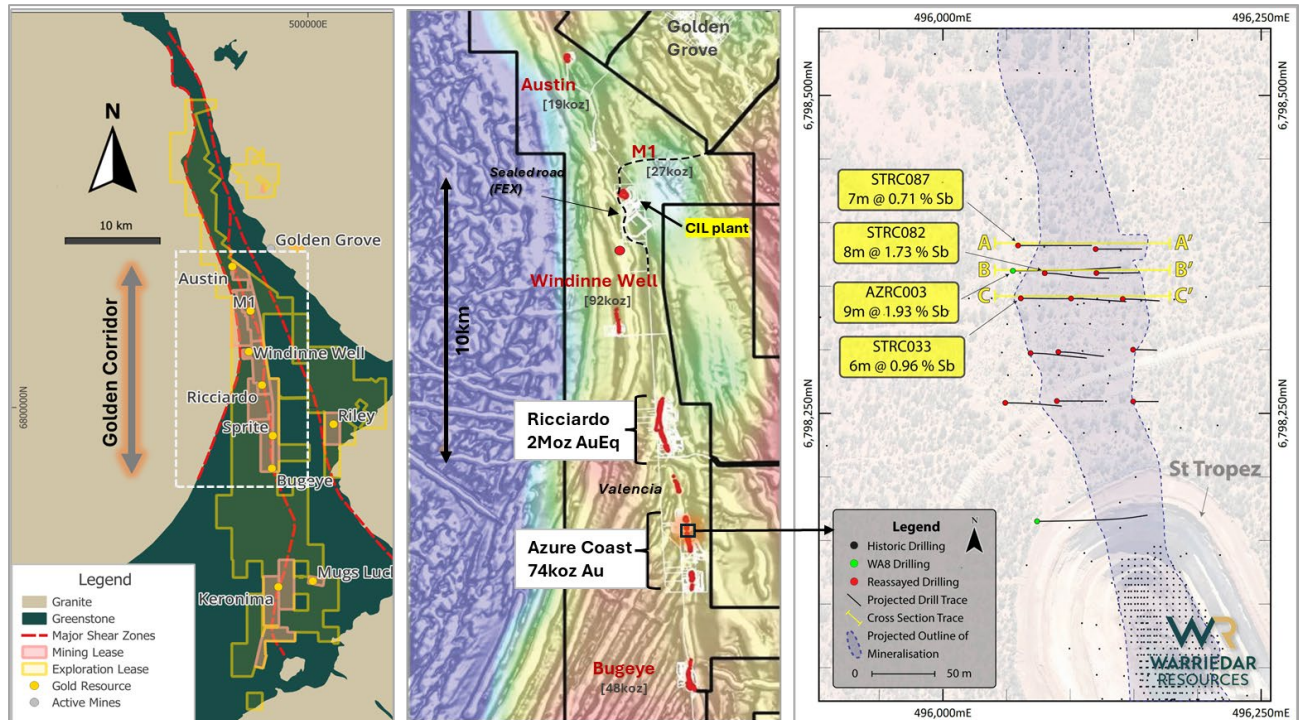 500000E
N
10 km
Golden Grove
Golden Corridor
680000N
Austin
M1
Windinne Well
Ricciardo
Riley
Sprite
Bugeye
Mugs Luck
Keronima
Legend
Granite
Greenstone
Major Shear Zones
Mining Lease
Exploration Lease
Gold Resource
Active Mines
Golden
Grove
Austin
[19koz]
M1
[27koz]
Sealed road
(FEX)
CIL plant
Windinne Well
[92koz]
10km
Ricciardo
2Moz AuEq
Valencia
Azure Coast
74koz Au
Bugeye
[48koz]
496,000mE
496,250mE
6,798,500mN
6,798,500mN
STRC087
7m @ 0.71 % Sb
STRC082
8m @ 1.73 % Sb
AZRC003
9m @ 1.93 % Sb
STRC033
6m @ 0.96 % Sb
A
A’
B
B’
C
C’
6,798,250mN
6,798,250mN
St Tropez
Legend
N
Historic Drilling
WA8 Drilling
Reassayed Drilling
Projected Drill Trace
Cross Section Trace
Projected Outline of
Mineralisation
0
50 m
WR
WARRIEDAR
RESOURCES
496,000mE
496,250mE